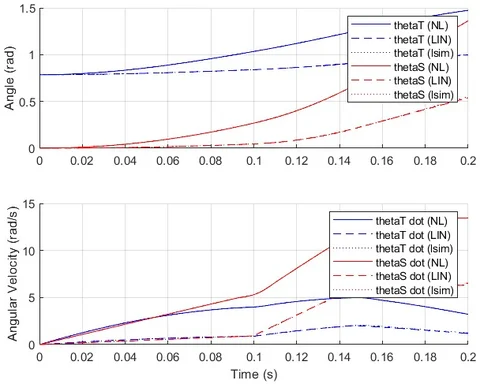 1.5
1
0.5
0
Angle (rad)
thetaT (NL)
thetaT (LIN)
thetaT (lsim)
thetaS (NL)
thetaS (LIN)
thetaS (lsim)
0 0.02 0.04 0.06 0.08 0.1 0.12 0.14 0.16 0.18 0.2
15
10
5
0
Angular Velocity (rad/s)
thetaT dot (NL)
thetaT dot (LIN)
thetaT dot (lsim)
thetaS dot (NL)
thetaS dot (LIN)
thetaS dot (lsim)
0 0.02 0.04 0.06 0.08 0.1 0.12 0.14 0.16 0.18 0.2
Time (s)